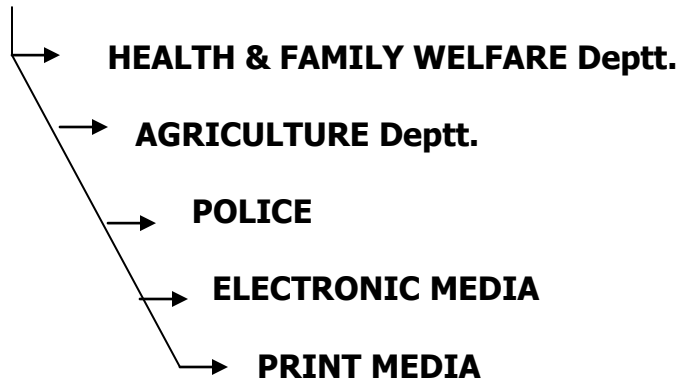 HEALTH & FAMILY WELFARE Deptt.
AGRICULTURE Deptt.
POLICE
ELECTRONIC MEDIA
PRINT MEDIA